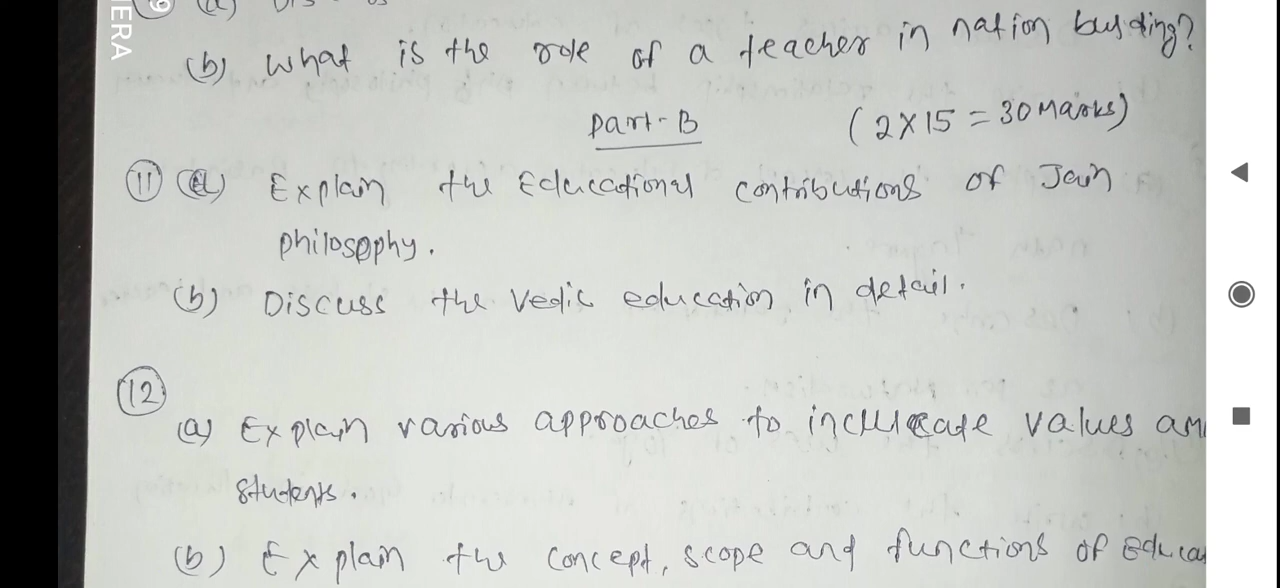 (b) What is the role of a teacher in nation building?
Part-B (2 X 15 = 30 Marks)
11 (a) Explain the Educational contributions of Jain
philosophy.
(b) Discuss the Vedic education in detail.
12
(a) Explain various approaches to inculcate values
students.
(b) Explain the concept, scope and functions of
IERA
9